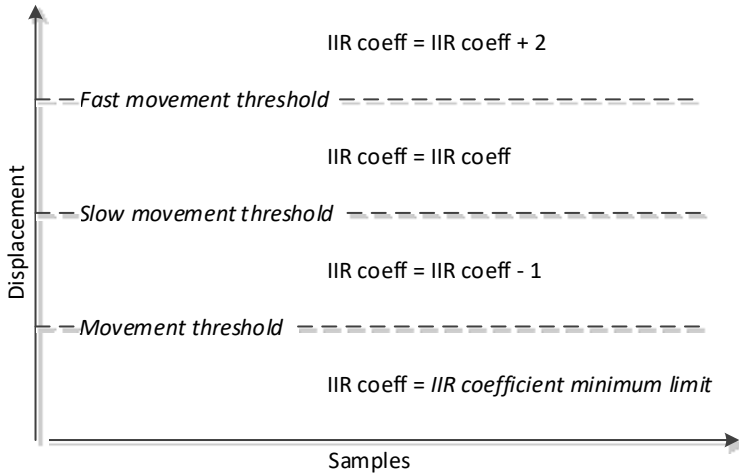 IIR coeff = IIR coeff + 2
Fast movement threshold
IIR coeff = IIR coeff
Slow movement threshold
IIR coeff = IIR coeff - 1
Movement threshold
IIR coeff = IIR coefficient minimum limit
Displacement
Samples